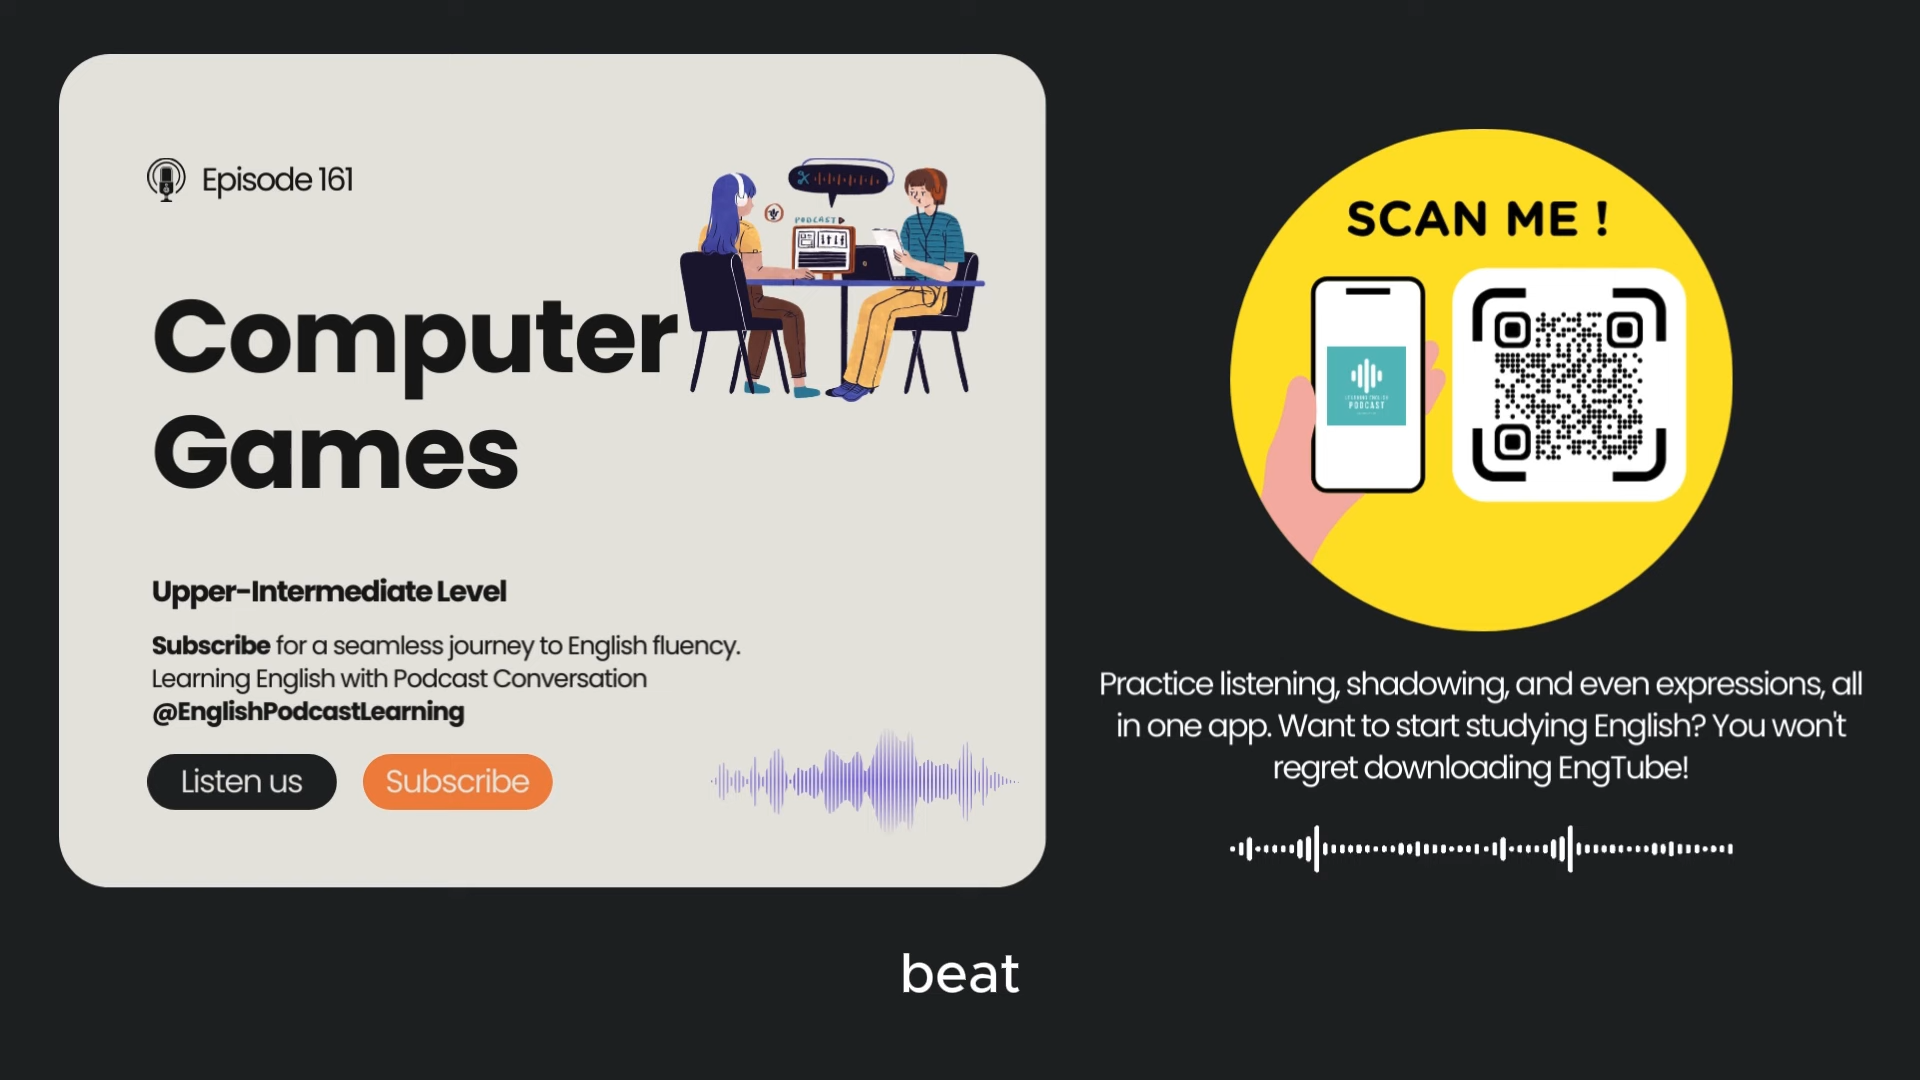 Episode 161
PODCAST
Computer
Games
Upper-Intermediate Level
Subscribe for a seamless journey to English fluency.
Learning English with Podcast Conversation
@EnglishPodcastLearning
Listen us
Subscribe
SCAN ME !
PODCAST
Practice listening, shadowing, and even expressions, all
in one app. Want to start studying English? You won't
regret downloading EngTube!
beat